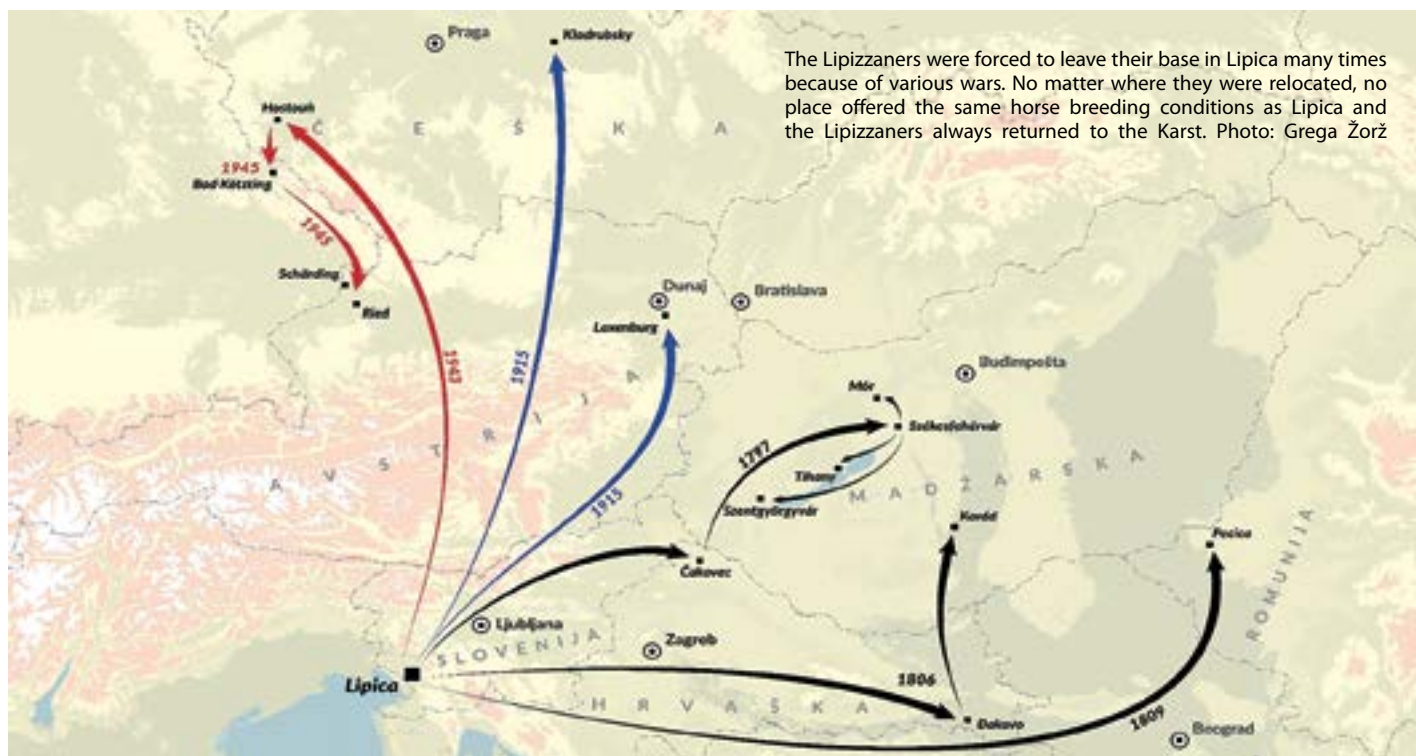 The Lipizzaners were forced to leave their base in Lipica many times
because of various wars. No matter where they were relocated, no
place offered the same horse breeding conditions as Lipica and
the Lipizzaners always returned to the Karst. Photo: Grega Žorž
Praga
Kladrubsky
Hostouň
ČEŠKA
1945
Bad Kötzting
1945
Schärding
Ried
Dunaj
Bratislava
Laxenburg
1943
1915
AVSTRIJA
1915
Budimpešta
Mór
Székesfehérvár
1797
Tihany
Szentgyörgyvár
MADŽARSKA
Karád
Pecica
ROMUNIJA
Čakovec
Ljubljana
SLOVENIJA
Zagreb
Lipica
1806
HRVAŠKA
Đakovo
1809
Beograd